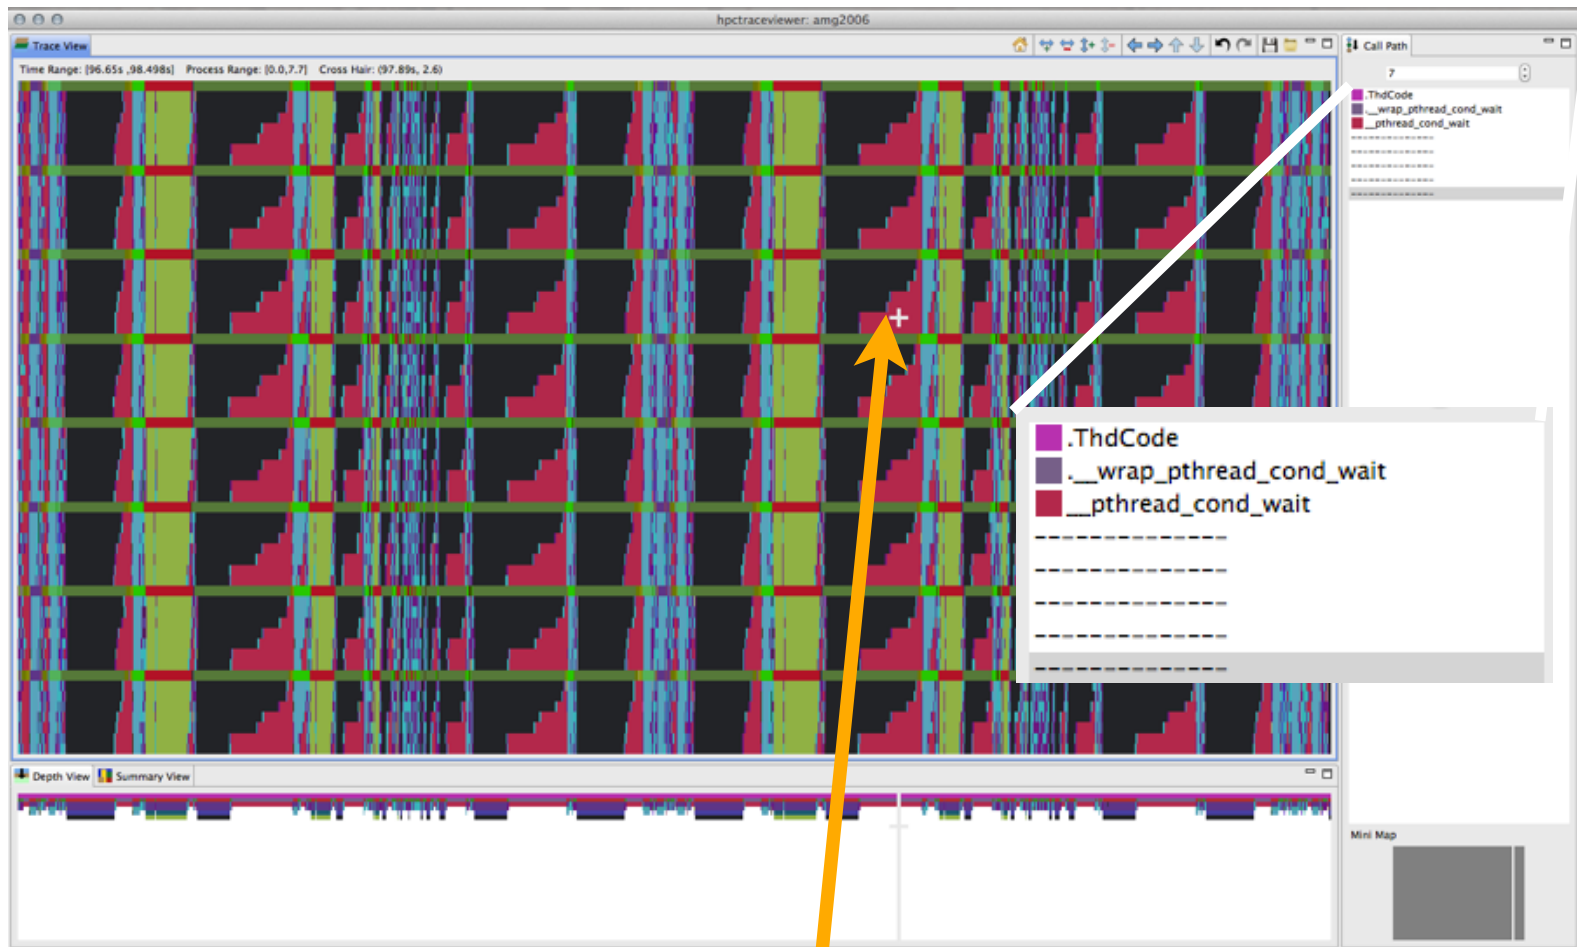 hpctraceviewer: amg2006
Trace View
Call Path
Time Range: [96.65s ,98.498s] Process Range: [0.0,7.7] Cross Hair: (97.89s, 2.6)
7
.ThdCode
.__wrap_pthread_cond_wait
__pthread_cond_wait
--------------
--------------
--------------
--------------
--------------
.ThdCode
.__wrap_pthread_cond_wait
__pthread_cond_wait
--------------
--------------
--------------
--------------
--------------
Depth View
Summary View
Mini Map